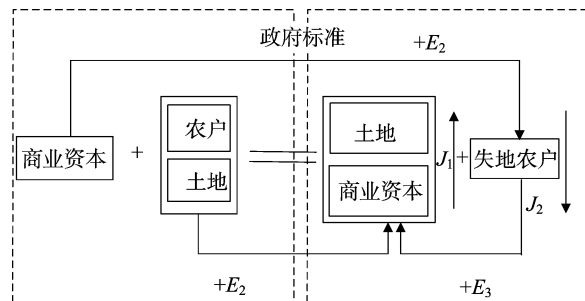 政府标准
+E₂
商业资本
+
农户
土地
土地
商业资本
J₁
+
失地农户
J₂
+E₂
+E₃